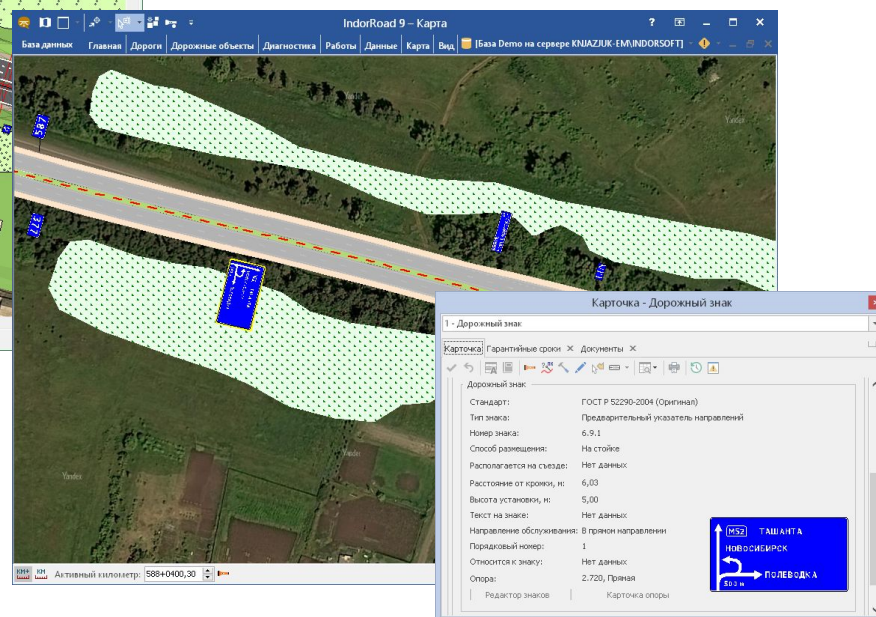 IndorRoad 9 – Карта
База данных Главная Дороги Дорожные объекты Диагностика Работы Данные Карта Вид [База Demo на сервере KNJAZJUK-EM\INDORSOFT]
587
Yandex
377
Yandex
Yandex
КМ+ КМ Активный километр: 588+0400,30
Карточка - Дорожный знак
1 - Дорожный знак
Карточка Гарантийные сроки Документы
Дорожный знак
Стандарт: ГОСТ Р 52290-2004 (Оригинал)
Тип знака: Предварительный указатель направлений
Номер знака: 6.9.1
Способ размещения: На стойке
Располагается на съезде: Нет данных
Расстояние от кромки, м: 6,03
Высота установки, м: 5,00
Текст на знаке: Нет данных
Направление обслуживания: В прямом направлении
Порядковый номер: 1
Относится к знаку: Нет данных
Опора: 2.720, Прямая
Редактор знаков Карточка опоры
М52 ТАШАНТА
НОВОСИБИРСК
ПОЛЕВОДКА
500 м